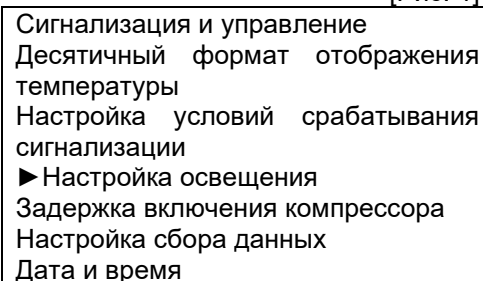 Сигнализация и управление
Десятичный формат отображения
температуры
Настройка условий срабатывания
сигнализации
►Настройка освещения
Задержка включения компрессора
Настройка сбора данных
Дата и время